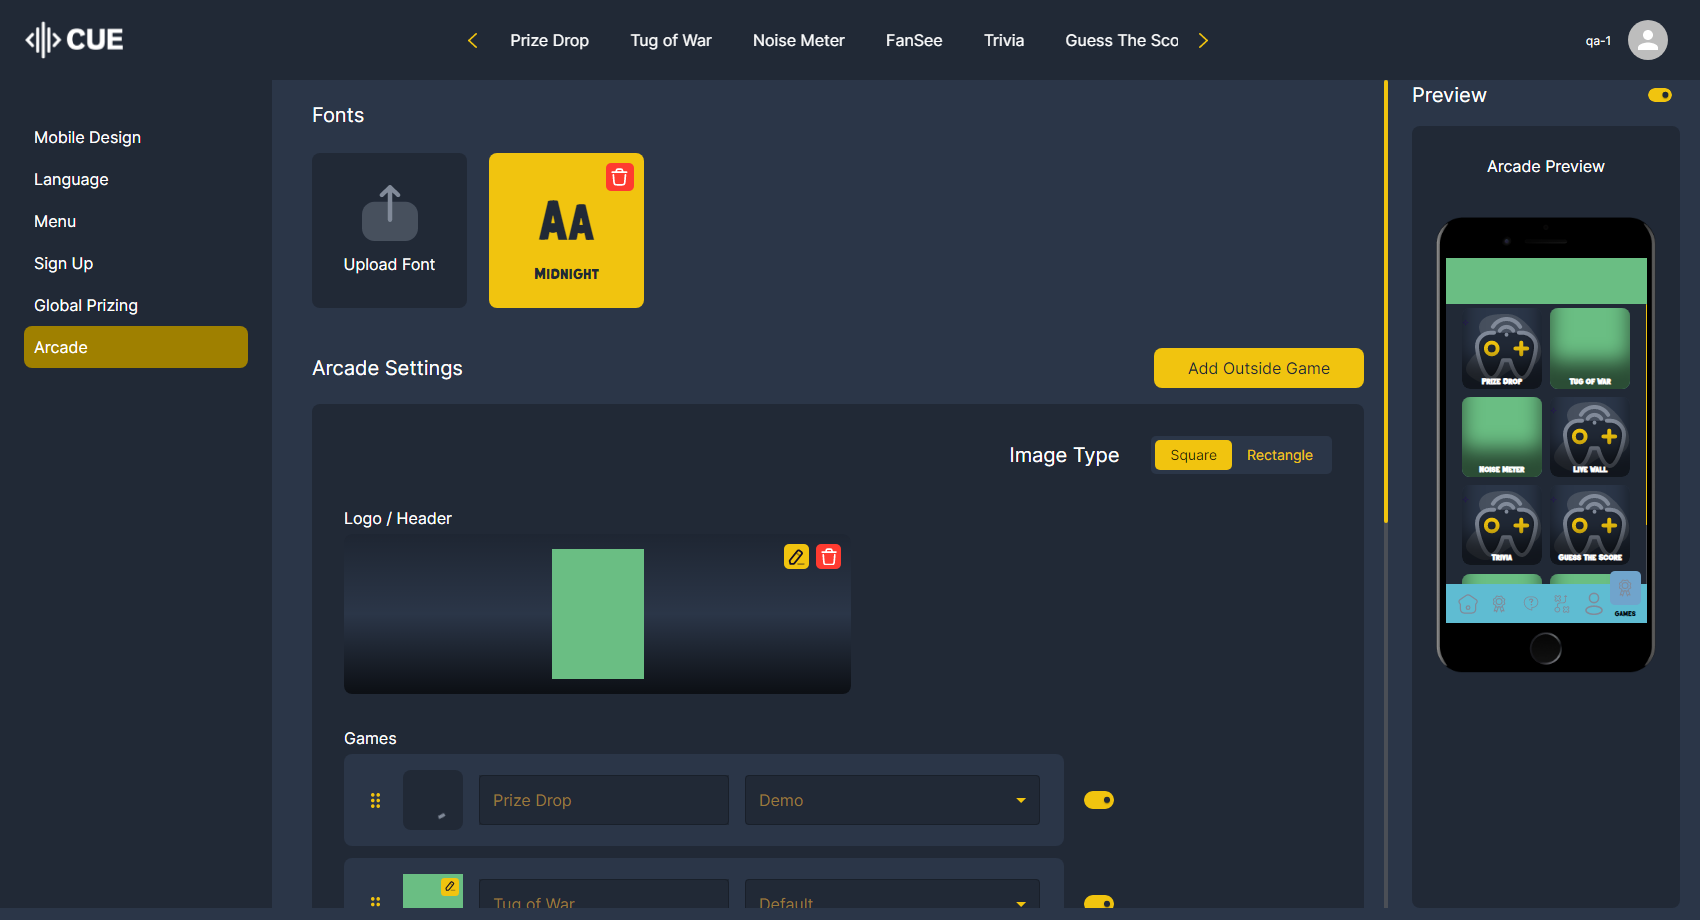 CUE
Prize Drop
Tug of War
Noise Meter
FanSee
Trivia
Guess The Sco
qa-1
Mobile Design
Language
Menu
Sign Up
Global Prizing
Arcade
Fonts
Upload Font
AA
MIDNIGHT
Arcade Settings
Add Outside Game
Image Type
Square
Rectangle
Logo / Header
Games
Prize Drop
Demo
Tug of War
Default
Preview
Arcade Preview
PRIZE DROP
TUG OF WAR
NOISE METER
LIVE WALL
TRIVIA
GUESS THE SCORE
GAMES